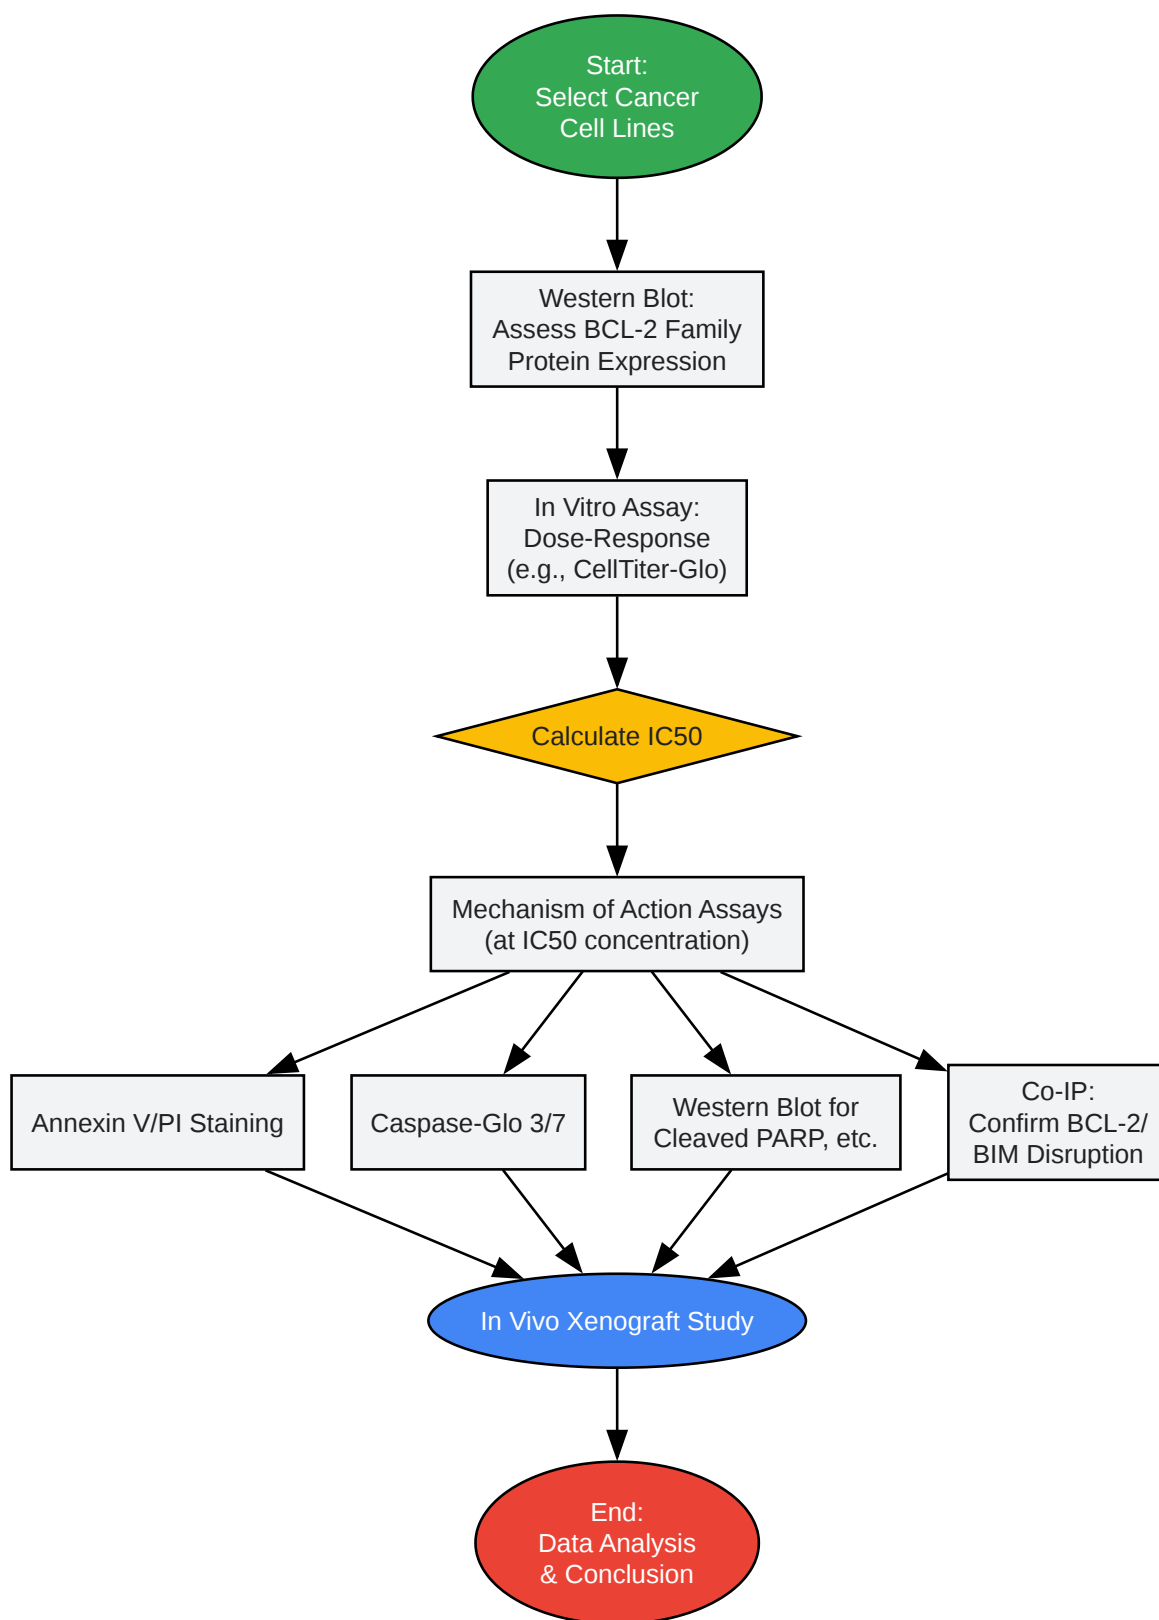 Start:
Select Cancer
Cell Lines
Western Blot:
Assess BCL-2 Family
Protein Expression
In Vitro Assay:
Dose-Response
(e.g., CellTiter-Glo)
Calculate IC50
Mechanism of Action Assays
(at IC50 concentration)
Annexin V/PI Staining
Caspase-Glo 3/7
Western Blot for
Cleaved PARP, etc.
Co-IP:
Confirm BCL-2/
BIM Disruption
In Vivo Xenograft Study
End:
Data Analysis
& Conclusion